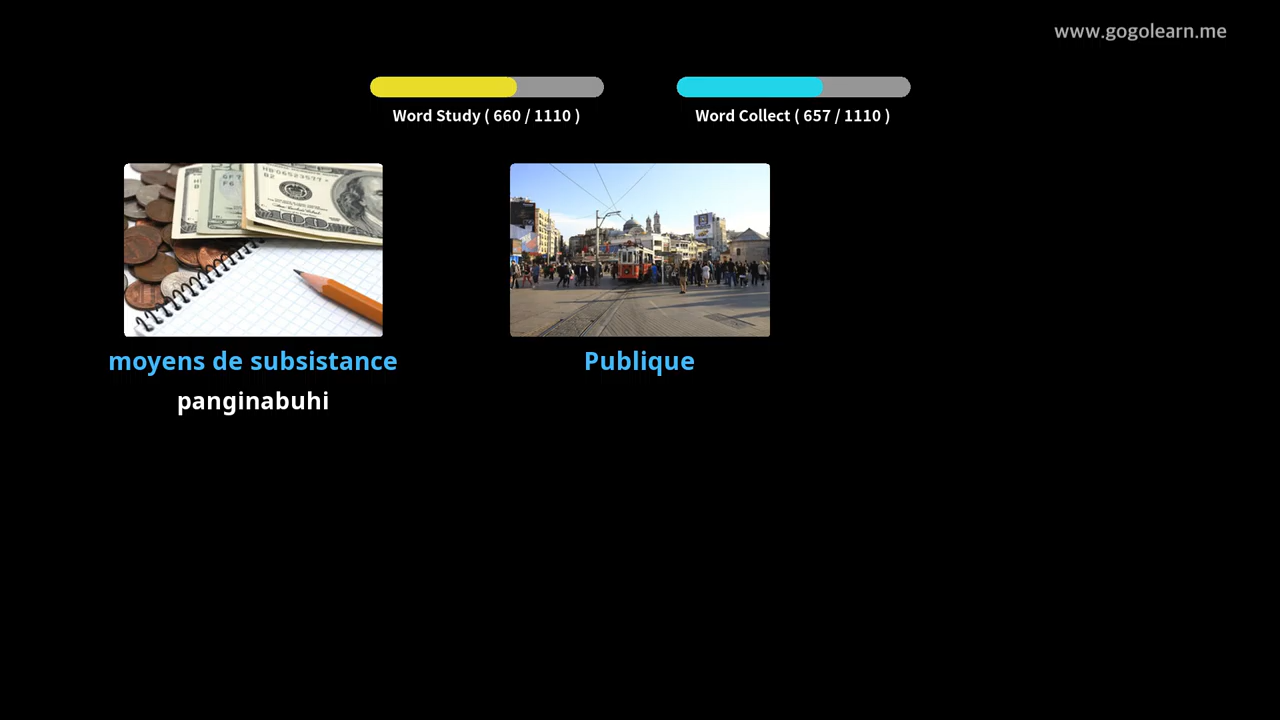 www.gogolearn.me
Word Study ( 660 / 1110 )
Word Collect ( 657 / 1110 )
moyens de subsistance
Publique
panginabuhi